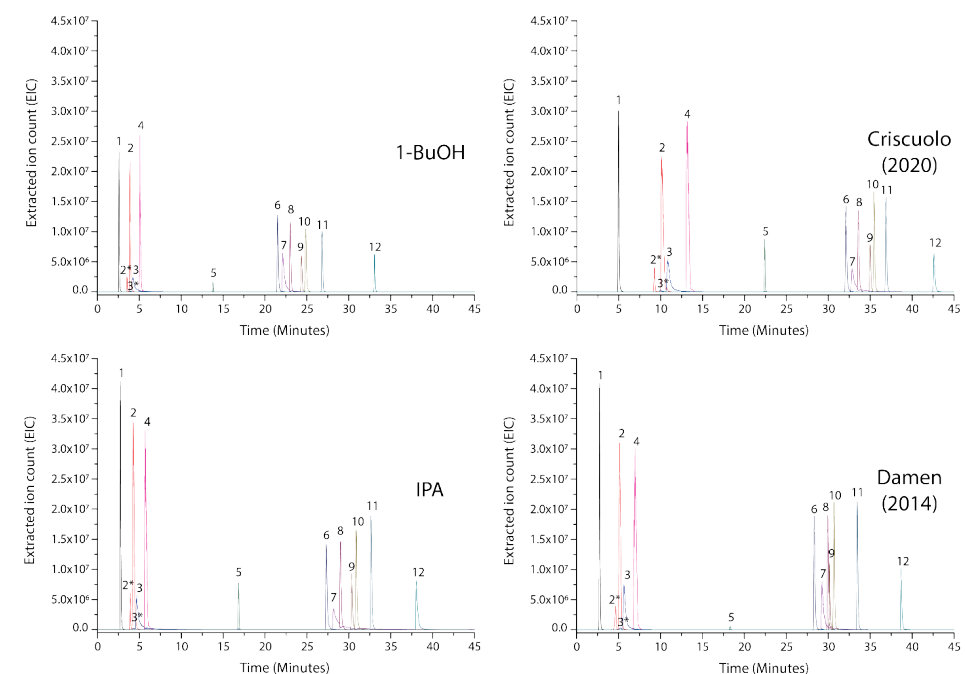 4.5x10⁷
4.0x10⁷
3.5x10⁷
3.0x10⁷
2.5x10⁷
2.0x10⁷
1.5x10⁷
1.0x10⁷
5.0x10⁶
0.0
Extracted ion count (EIC)
1 2 4
2* 3
3*
5
6 7 8 9 10 11 12
1-BuOH
0 5 10 15 20 25 30 35 40 45
Time (Minutes)
4.5x10⁷
4.0x10⁷
3.5x10⁷
3.0x10⁷
2.5x10⁷
2.0x10⁷
1.5x10⁷
1.0x10⁷
5.0x10⁶
0.0
Extracted ion count (EIC)
1 2 4
2* 3
3*
5
6 7 8 9 10 11 12
Criscuolo
(2020)
0 5 10 15 20 25 30 35 40 45
Time (Minutes)
4.5x10⁷
4.0x10⁷
3.5x10⁷
3.0x10⁷
2.5x10⁷
2.0x10⁷
1.5x10⁷
1.0x10⁷
5.0x10⁶
0.0
Extracted ion count (EIC)
1 2 4
2* 3
3*
5
6 7 8 9 10 11 12
IPA
0 5 10 15 20 25 30 35 40 45
Time (Minutes)
4.5x10⁷
4.0x10⁷
3.5x10⁷
3.0x10⁷
2.5x10⁷
2.0x10⁷
1.5x10⁷
1.0x10⁷
5.0x10⁶
0.0
Extracted ion count (EIC)
1 2 4
2* 3
3*
5
6 7 8 9 10 11 12
Damen
(2014)
0 5 10 15 20 25 30 35 40 45
Time (Minutes)